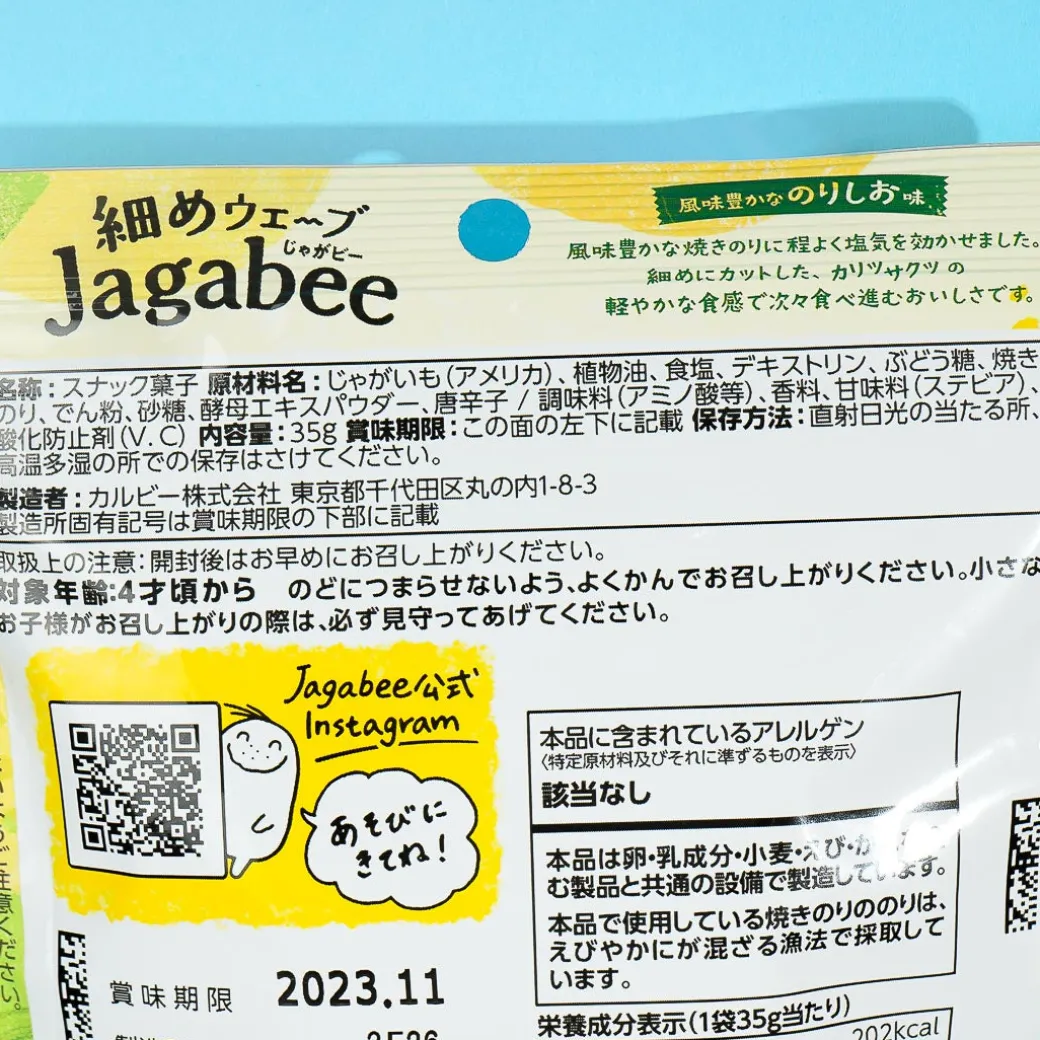 細めウェ〜ブ
じゃがビー
Jagabee
風味豊かなのりしお味
風味豊かな焼きのりに程よく塩気を効かせました。
細めにカットした、カリッサクッの
軽やかな食感で次々食べ進むおいしさです。
名称：スナック菓子 原材料名：じゃがいも（アメリカ）、植物油、食塩、デキストリン、ぶどう糖、焼き
のり、でん粉、砂糖、酵母エキスパウダー、唐辛子 / 調味料（アミノ酸等）、香料、甘味料（ステビア）、
酸化防止剤（V.C） 内容量：35g 賞味期限：この面の左下に記載 保存方法：直射日光の当たる所、
高温多湿の所での保存はさけてください。
製造者：カルビー株式会社 東京都千代田区丸の内1-8-3
製造所固有記号は賞味期限の下部に記載
取扱上の注意：開封後はお早めにお召し上がりください。
対象年齢：4才頃から のどにつまらせないよう、よくかんでお召し上がりください。小さな
お子様がお召し上がりの際は、必ず見守ってあげてください。
Jagabee公式
Instagram
あそびに
きてね！
本品に含まれているアレルゲン
〈特定原材料及びそれに準ずるものを表示〉
該当なし
本品は卵・乳成分・小麦・えび・か
む製品と共通の設備で製造しています。
本品で使用している焼きのりののりは、
えびやかにが混ざる漁法で採取して
います。
賞味期限 2023.11
栄養成分表示（1袋35g当たり）
202kcal
ご注意ください。